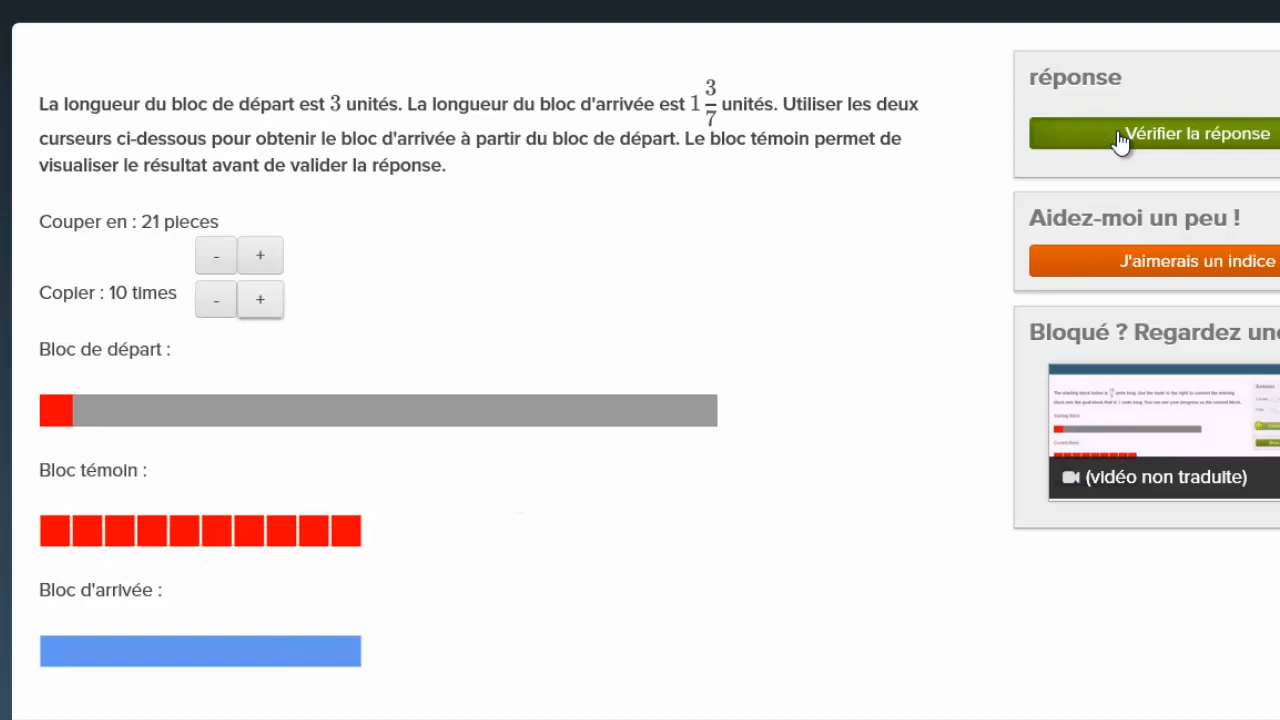 La longueur du bloc de départ est 3 unités. La longueur du bloc d'arrivée est 1 3/7 unités. Utiliser les deux
curseurs ci-dessous pour obtenir le bloc d'arrivée à partir du bloc de départ. Le bloc témoin permet de
visualiser le résultat avant de valider la réponse.
Couper en : 21 pieces
- +
Copier : 10 times
- +
Bloc de départ :
Bloc témoin :
Bloc d'arrivée :
réponse
Vérifier la réponse
Aidez-moi un peu !
J'aimerais un indice
Bloqué ? Regardez une
(vidéo non traduite)